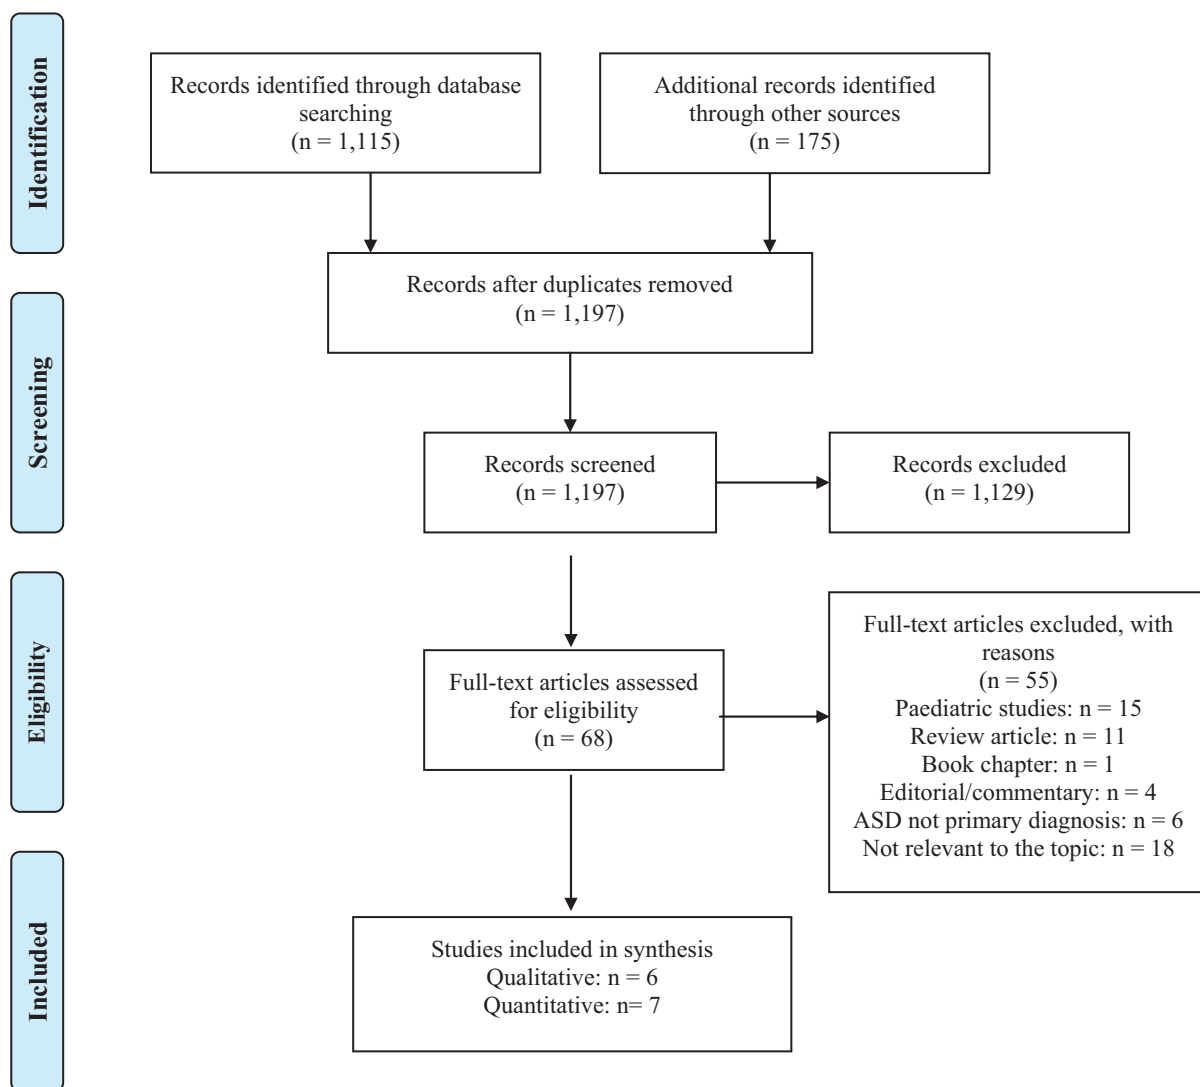 Identification
Records identified through database
searching
(n = 1,115)
Additional records identified
through other sources
(n = 175)
Records after duplicates removed
(n = 1,197)
Screening
Records screened
(n = 1,197)
Records excluded
(n = 1,129)
Eligibility
Full-text articles assessed
for eligibility
(n = 68)
Full-text articles excluded, with
reasons
(n = 55)
Paediatric studies: n = 15
Review article: n = 11
Book chapter: n = 1
Editorial/commentary: n = 4
ASD not primary diagnosis: n = 6
Not relevant to the topic: n = 18
Included
Studies included in synthesis
Qualitative: n = 6
Quantitative: n= 7